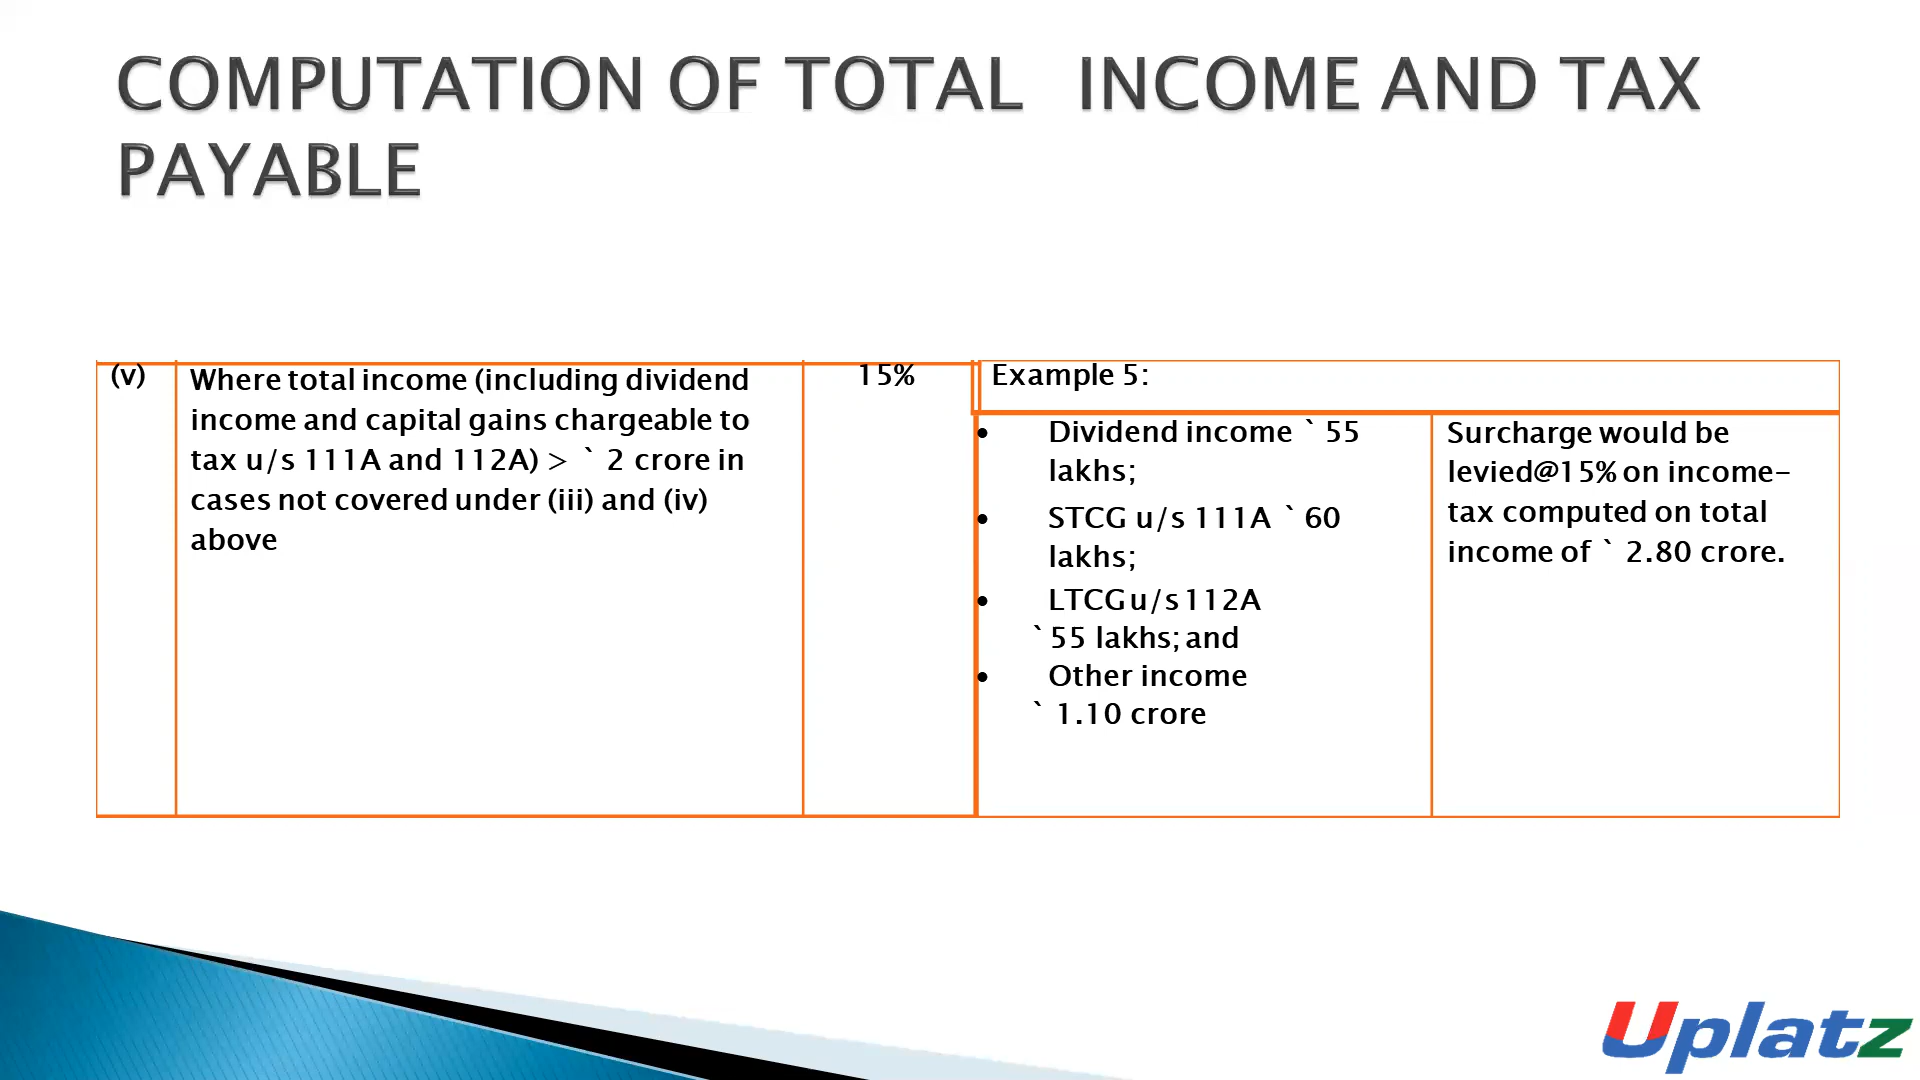 COMPUTATION OF TOTAL INCOME AND TAX
PAYABLE
(v)
Where total income (including dividend
income and capital gains chargeable to
tax u/s 111A and 112A) > ` 2 crore in
cases not covered under (iii) and (iv)
above
15%
Example 5:
• Dividend income ` 55
lakhs;
• STCG u/s 111A ` 60
lakhs;
• LTCG u/s 112A
` 55 lakhs; and
• Other income
` 1.10 crore
Surcharge would be
levied@15% on income-
tax computed on total
income of ` 2.80 crore.
Uplatz